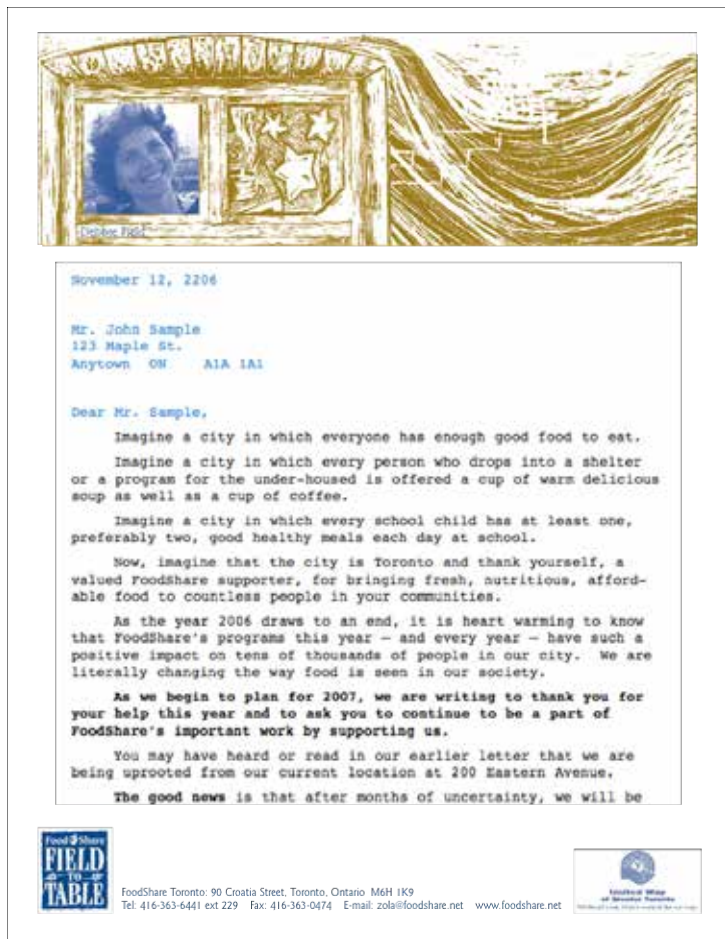 Debbie Field
November 12, 2206
Mr. John Sample
123 Maple St.
Anytown ON A1A 1A1
Dear Mr. Sample,
Imagine a city in which everyone has enough good food to eat.
Imagine a city in which every person who drops into a shelter
or a program for the under-housed is offered a cup of warm delicious
soup as well as a cup of coffee.
Imagine a city in which every school child has at least one,
preferably two, good healthy meals each day at school.
Now, imagine that the city is Toronto and thank yourself, a
valued FoodShare supporter, for bringing fresh, nutritious, afford-
able food to countless people in your communities.
As the year 2006 draws to an end, it is heart warming to know
that FoodShare's programs this year – and every year – have such a
positive impact on tens of thousands of people in our city. We are
literally changing the way food is seen in our society.
As we begin to plan for 2007, we are writing to thank you for
your help this year and to ask you to continue to be a part of
FoodShare's important work by supporting us.
You may have heard or read in our earlier letter that we are
being uprooted from our current location at 200 Eastern Avenue.
The good news is that after months of uncertainty, we will be
Food Share
FIELD
TO
TABLE
FoodShare Toronto: 90 Croatia Street, Toronto, Ontario M6H 1K9
Tel: 416-363-6441 ext 229 Fax: 416-363-0474 E-mail: zola@foodshare.net www.foodshare.net
United Way
of Greater Toronto